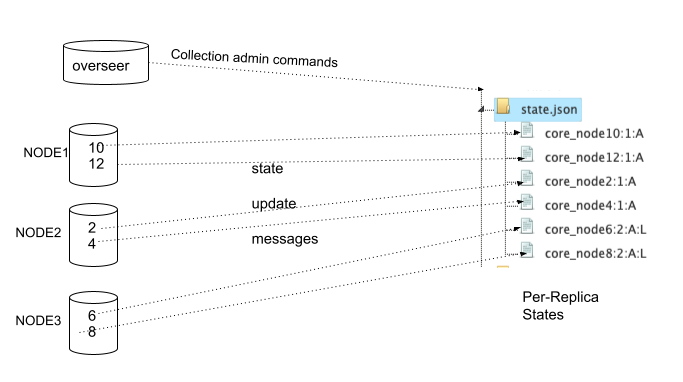 overseer
Collection admin commands
state.json
NODE1
10
12
core_node10:1:A
core_node12:1:A
state
core_node2:1:A
update
core_node4:1:A
NODE2
2
4
messages
core_node6:2:A:L
core_node8:2:A:L
NODE3
6
8
Per-Replica
States